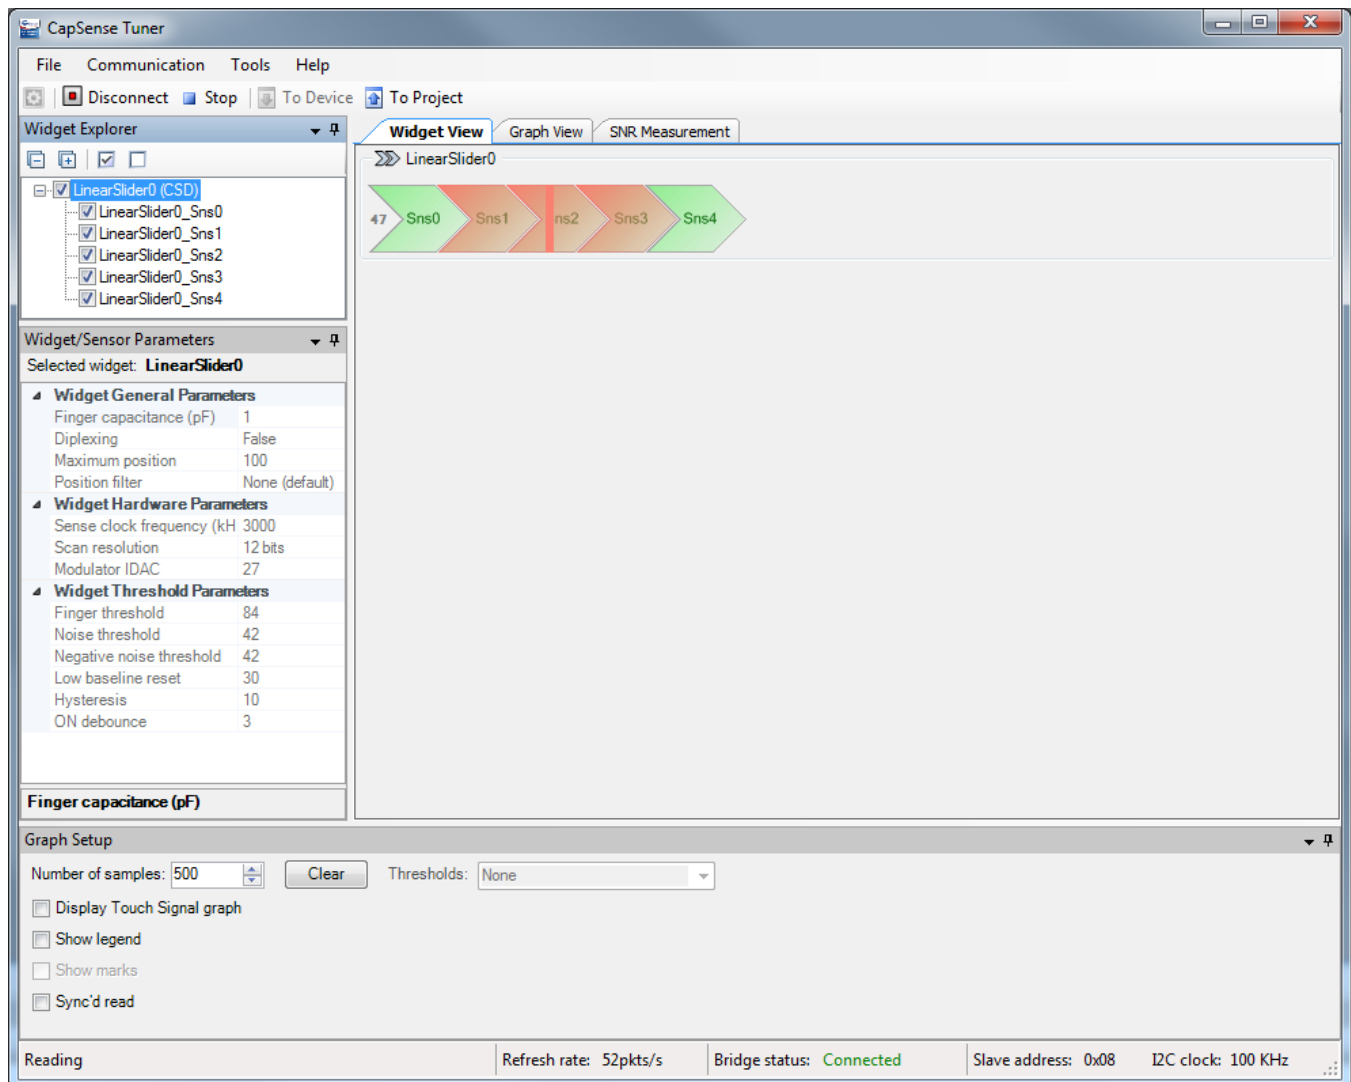 CapSense Tuner
File Communication Tools Help
Disconnect Stop To Device To Project
Widget Explorer
LinearSlider0 (CSD)
LinearSlider0_Sns0
LinearSlider0_Sns1
LinearSlider0_Sns2
LinearSlider0_Sns3
LinearSlider0_Sns4
Widget/Sensor Parameters
Selected widget: LinearSlider0
Widget General Parameters
Finger capacitance (pF) 1
Diplexing False
Maximum position 100
Position filter None (default)
Widget Hardware Parameters
Sense clock frequency (kH 3000
Scan resolution 12 bits
Modulator IDAC 27
Widget Threshold Parameters
Finger threshold 84
Noise threshold 42
Negative noise threshold 42
Low baseline reset 30
Hysteresis 10
ON debounce 3
Finger capacitance (pF)
Widget View Graph View SNR Measurement
LinearSlider0
47 Sns0 Sns1 ns2 Sns3 Sns4
Graph Setup
Number of samples: 500 Clear Thresholds: None
Display Touch Signal graph
Show legend
Show marks
Sync'd read
Reading Refresh rate: 52pkts/s Bridge status: Connected Slave address: 0x08 I2C clock: 100 KHz